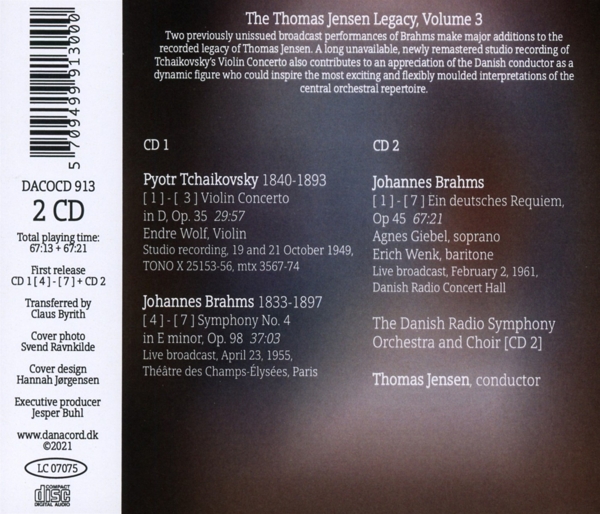 The Thomas Jensen Legacy, Volume 3
Two previously unissued broadcast performances of Brahms make major additions to the
recorded legacy of Thomas Jensen. A long unavailable, newly remastered studio recording of
Tchaikovsky's Violin Concerto also contributes to an appreciation of the Danish conductor as a
dynamic figure who could inspire the most exciting and flexibly moulded interpretations of the
central orchestral repertoire.
5 709499 913000
DACOCD 913
2 CD
Total playing time:
67:13 + 67:21
First release
CD 1 [ 4 ] - [ 7 ] + CD 2
Transferred by
Claus Byrith
Cover photo
Svend Ravnkilde
Cover design
Hannah Jørgensen
Executive producer
Jesper Buhl
www.danacord.dk
©2021
LC 07075
COMPACT
disc
DIGITAL AUDIO
CD 1
Pyotr Tchaikovsky 1840-1893
[ 1 ] - [ 3 ] Violin Concerto
in D, Op. 35 29:57
Endre Wolf, Violin
Studio recording, 19 and 21 October 1949,
TONO X 25153-56, mtx 3567-74
Johannes Brahms 1833-1897
[ 4 ] - [ 7 ] Symphony No. 4
in E minor, Op. 98 37:03
Live broadcast, April 23, 1955,
Théâtre des Champs-Élysées, Paris
CD 2
Johannes Brahms
[ 1 ] - [ 7 ] Ein deutsches Requiem,
Op 45 67:21
Agnes Giebel, soprano
Erich Wenk, baritone
Live broadcast, February 2, 1961,
Danish Radio Concert Hall
The Danish Radio Symphony
Orchestra and Choir [CD 2]
Thomas Jensen, conductor